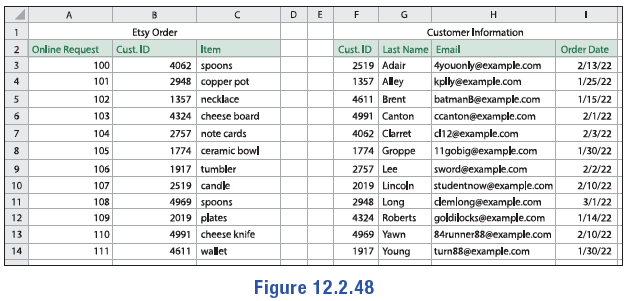 A B C D E F G H I
1 Etsy Order Customer Information
2 Online Request Cust. ID Item Cust. ID Last Name Email Order Date
3 100 4062 spoons 2519 Adair 4youonly@example.com 2/13/22
4 101 2948 copper pot 1357 Alley kplly@example.com 1/25/22
5 102 1357 necklace 4611 Brent batmanB@example.com 1/15/22
6 103 4324 cheese board 4991 Canton ccanton@example.com 2/1/22
7 104 2757 note cards 4062 Clarret cl12@example.com 2/3/22
8 105 1774 ceramic bowl 1774 Groppe 11gobig@example.com 1/30/22
9 106 1917 tumbler 2757 Lee sword@example.com 2/2/22
10 107 2519 candle 2019 Lincoln studentnow@example.com 2/10/22
11 108 4969 spoons 2948 Long clemlong@example.com 3/1/22
12 109 2019 plates 4324 Roberts goldilocks@example.com 1/14/22
13 110 4991 cheese knife 4969 Yawn 84runner88@example.com 2/10/22
14 111 4611 wallet 1917 Young turn88@example.com 1/30/22
Figure 12.2.48